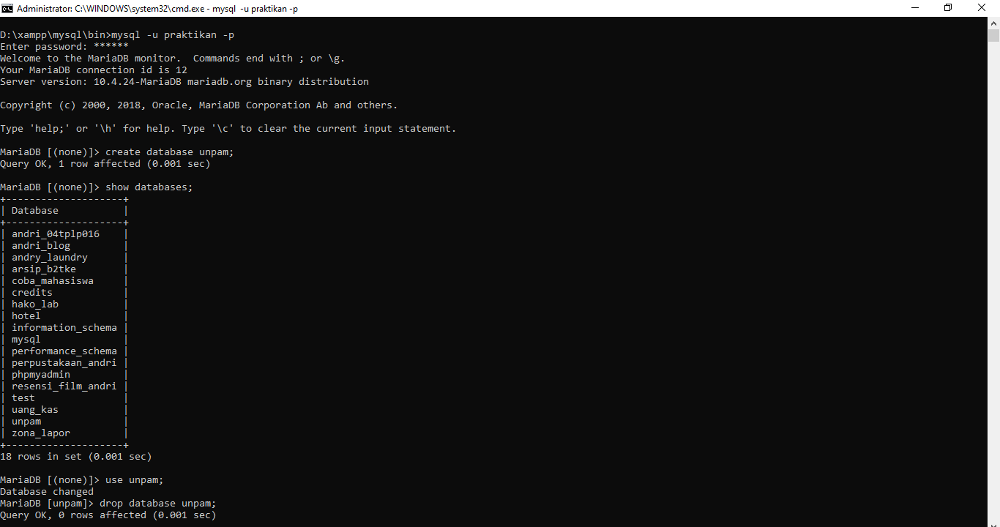 Administrator: C:\WINDOWS\system32\cmd.exe - mysql  -u praktikan -p
D:\xampp\mysql\bin>mysql -u praktikan -p
Enter password: ******
Welcome to the MariaDB monitor.  Commands end with ; or \g.
Your MariaDB connection id is 12
Server version: 10.4.24-MariaDB mariadb.org binary distribution
Copyright (c) 2000, 2018, Oracle, MariaDB Corporation Ab and others.
Type 'help;' or '\h' for help. Type '\c' to clear the current input statement.
MariaDB [(none)]> create database unpam;
Query OK, 1 row affected (0.001 sec)
MariaDB [(none)]> show databases;
+--------------------+
| Database           |
+--------------------+
| andri_04tplp016    |
| andri_blog         |
| andry_laundry      |
| arsip_b2tke        |
| coba_mahasiswa     |
| credits            |
| hako_lab           |
| hotel              |
| information_schema |
| mysql              |
| performance_schema |
| perpustakaan_andri |
| phpmyadmin         |
| resensi_film_andri |
| test               |
| uang_kas           |
| unpam              |
| zona_lapor         |
+--------------------+
18 rows in set (0.001 sec)
MariaDB [(none)]> use unpam;
Database changed
MariaDB [unpam]> drop database unpam;
Query OK, 0 rows affected (0.001 sec)